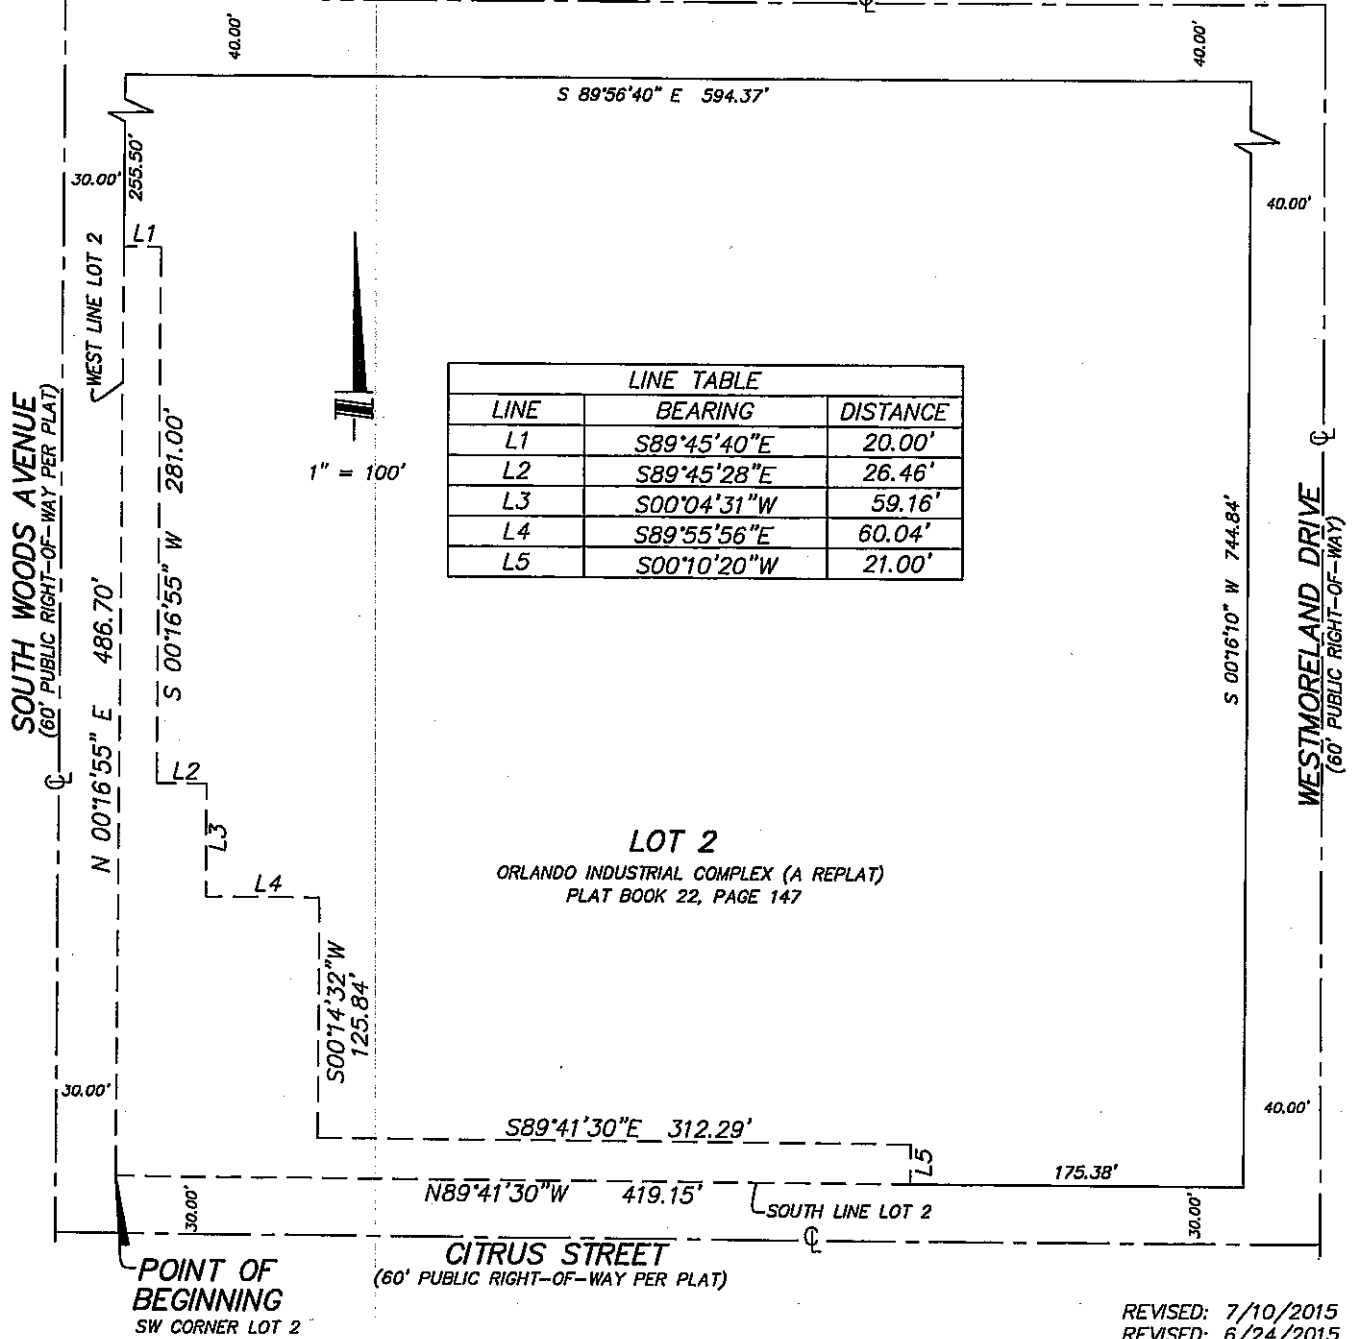 40.00'
40.00'
S 89°56'40" E 594.37'
30.00'
255.50'
40.00'
L1
WEST LINE LOT 2
SOUTH WOODS AVENUE
(60' PUBLIC RIGHT-OF-WAY PER PLAT)
N 00°16'55" E 486.70'
S 00°16'55" W 281.00'
1" = 100'
LINE TABLE
LINE BEARING DISTANCE
L1 S89°45'40"E 20.00'
L2 S89°45'28"E 26.46'
L3 S00°04'31"W 59.16'
L4 S89°55'56"E 60.04'
L5 S00°10'20"W 21.00'
S 00°16'10" W 744.84'
WESTMORELAND DRIVE
(60' PUBLIC RIGHT-OF-WAY)
L2
L3
L4
LOT 2
ORLANDO INDUSTRIAL COMPLEX (A REPLAT)
PLAT BOOK 22, PAGE 147
S00°14'32"W
125.84'
30.00'
40.00'
S89°41'30"E 312.29'
L5
175.38'
N89°41'30"W 419.15'
SOUTH LINE LOT 2
30.00'
30.00'
CITRUS STREET
(60' PUBLIC RIGHT-OF-WAY PER PLAT)
POINT OF
BEGINNING
SW CORNER LOT 2
REVISED: 7/10/2015
REVISED: 6/24/2015